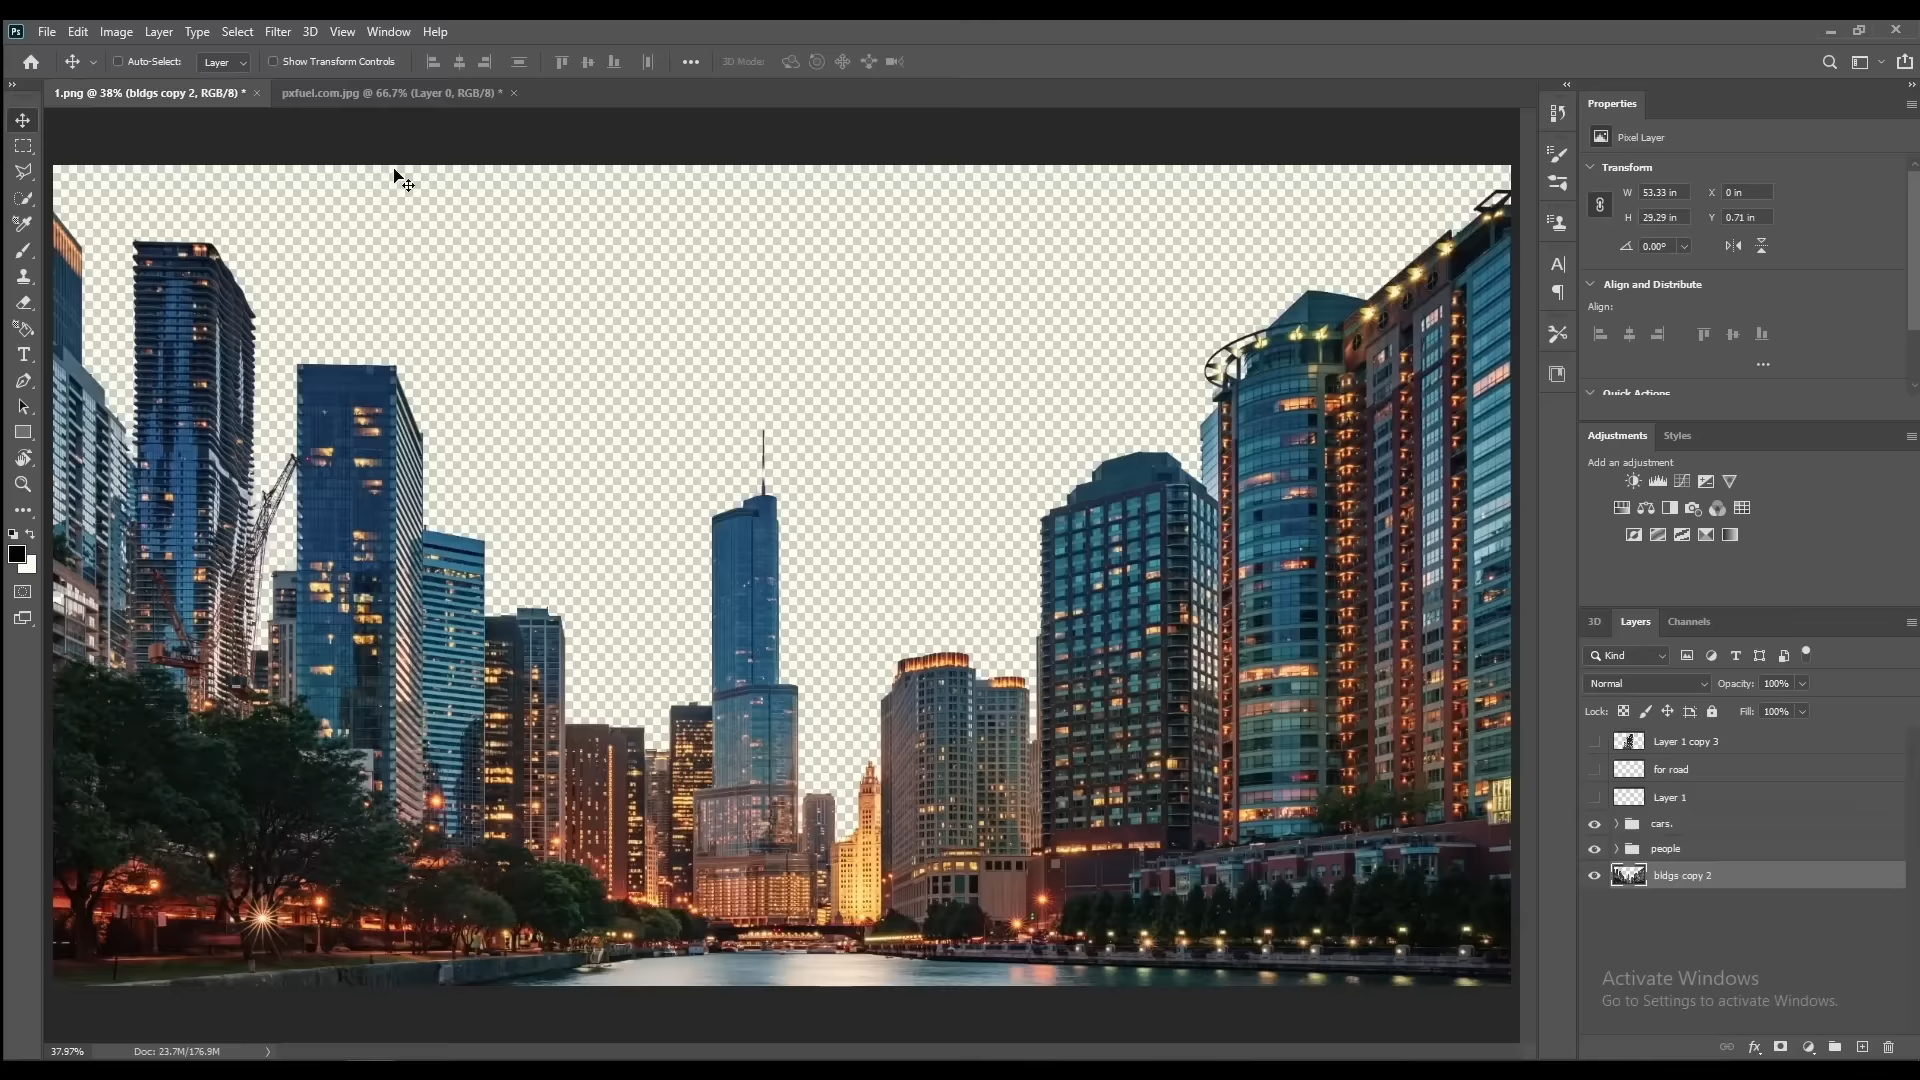 Ps File Edit Image Layer Type Select Filter 3D View Window Help
Auto-Select: Layer Show Transform Controls 3D Mode:
1.png @ 38% (bldgs copy 2, RGB/8) * × pxfuel.com.jpg @ 66.7% (Layer 0, RGB/8) * ×
Properties
Pixel Layer
Transform
W 53.33 in X 0 in
H 29.29 in Y 0.71 in
0.00°
Align and Distribute
Align:
Quick Actions
Adjustments Styles
Add an adjustment
3D Layers Channels
Kind
Normal Opacity: 100%
Lock: Fill: 100%
Layer 1 copy 3
for road
Layer 1
cars.
people
bldgs copy 2
Activate Windows
Go to Settings to activate Windows.
37.97% Doc: 23.7M/176.9M